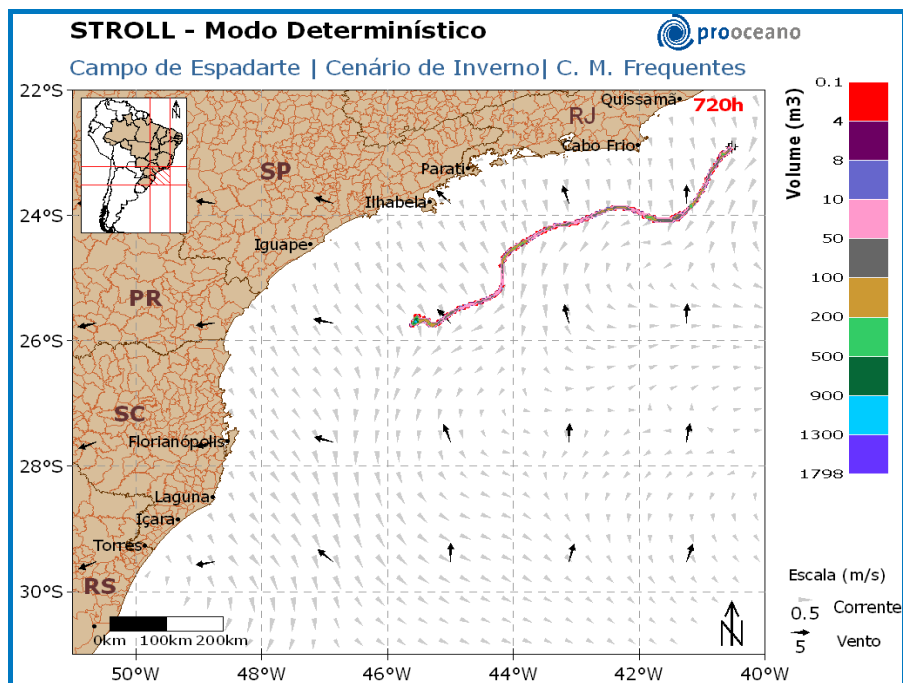 STROLL - Modo Determinístico
prooceano
Campo de Espadarte | Cenário de Inverno| C. M. Frequentes
22°S
24°S
26°S
28°S
30°S
50°W
48°W
46°W
44°W
42°W
40°W
N
720h
Quissamã
RJ
Cabo Frio
Parati
SP
Ilhabela
Iguape
PR
SC
Florianópolis
Laguna
Içara
Torres
RS
0km 100km 200km
N
Volume (m3)
0.1
4
8
10
50
100
200
500
900
1300
1798
Escala (m/s)
0.5 Corrente
5 Vento